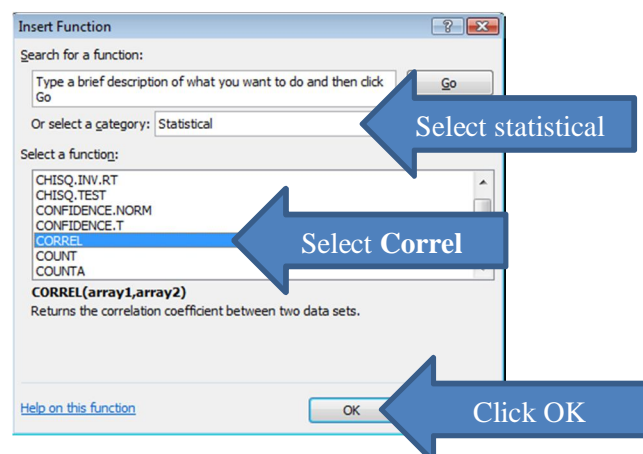 Insert Function
Search for a function:
Type a brief description of what you want to do and then click
Go
Go
Or select a category: Statistical
Select statistical
Select a function:
CHISQ.INV.RT
CHISQ.TEST
CONFIDENCE.NORM
CONFIDENCE.T
CORREL
COUNT
COUNTA
Select Correl
CORREL(array1,array2)
Returns the correlation coefficient between two data sets.
Help on this function
OK
Click OK